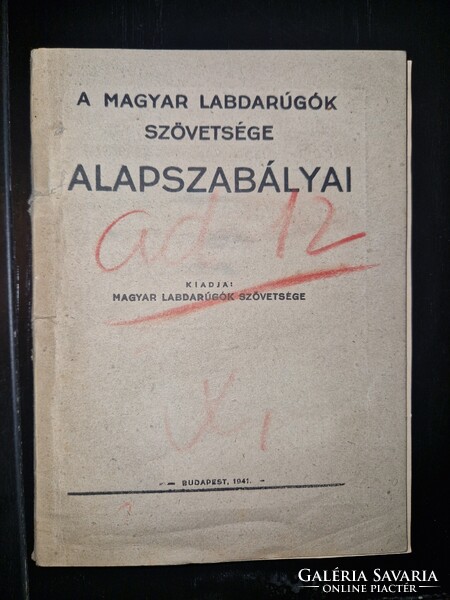 A MAGYAR LABDARÚGÓK
SZÖVETSÉGE
ALAPSZABÁLYAI
ad 12
KIADJA:
MAGYAR LABDARÚGÓK SZÖVETSÉGE
— BUDAPEST, 1941. —
GALÉRIA SAVARIA
ONLINE PIACTÉR